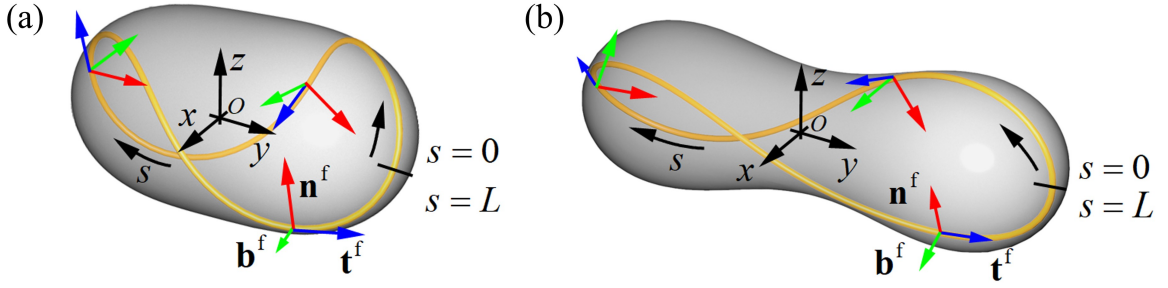 (a)
z
O
x
y
s
s = 0
s = L
n^f
b^f
t^f
(b)
z
O
x
y
s
s = 0
s = L
n^f
b^f
t^f